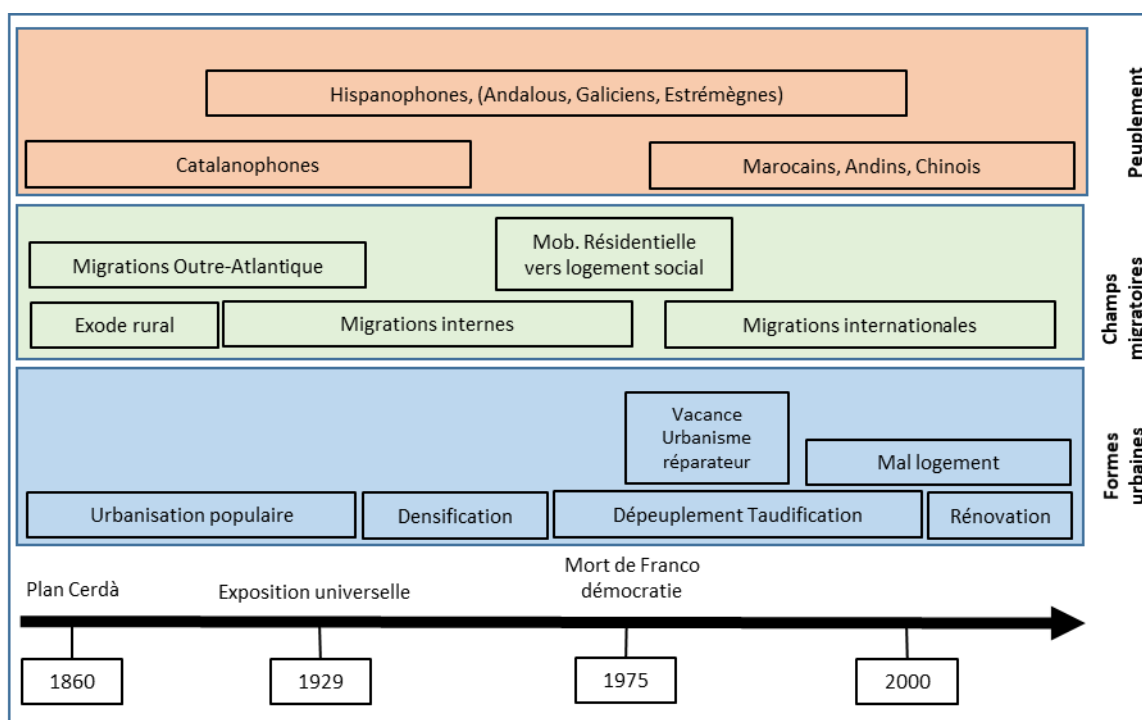 Hispanophones, (Andalous, Galiciens, Estrémègnes)
Catalanophones
Marocains, Andins, Chinois
Peuplement
Mob. Résidentielle
vers logement social
Migrations Outre-Atlantique
Exode rural
Migrations internes
Migrations internationales
Champs
migratoires
Vacance
Urbanisme
réparateur
Mal logement
Urbanisation populaire
Densification
Dépeuplement Taudification
Rénovation
Formes
urbaines
Plan Cerdà
Exposition universelle
Mort de Franco
démocratie
1860
1929
1975
2000